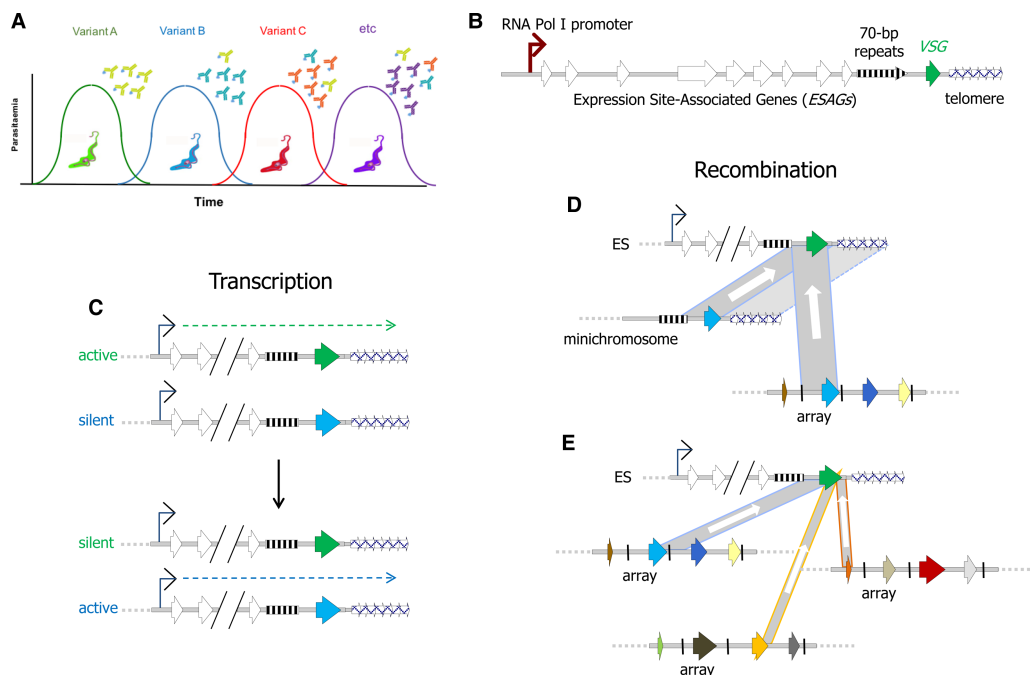 A
Variant A
Variant B
Variant C
etc
Parasitaemia
Time
B
RNA Pol I promoter
70-bp
repeats
VSG
Expression Site-Associated Genes (ESAGs)
telomere
Transcription
C
active
silent
silent
active
Recombination
D
ES
minichromosome
array
E
ES
array
array
array